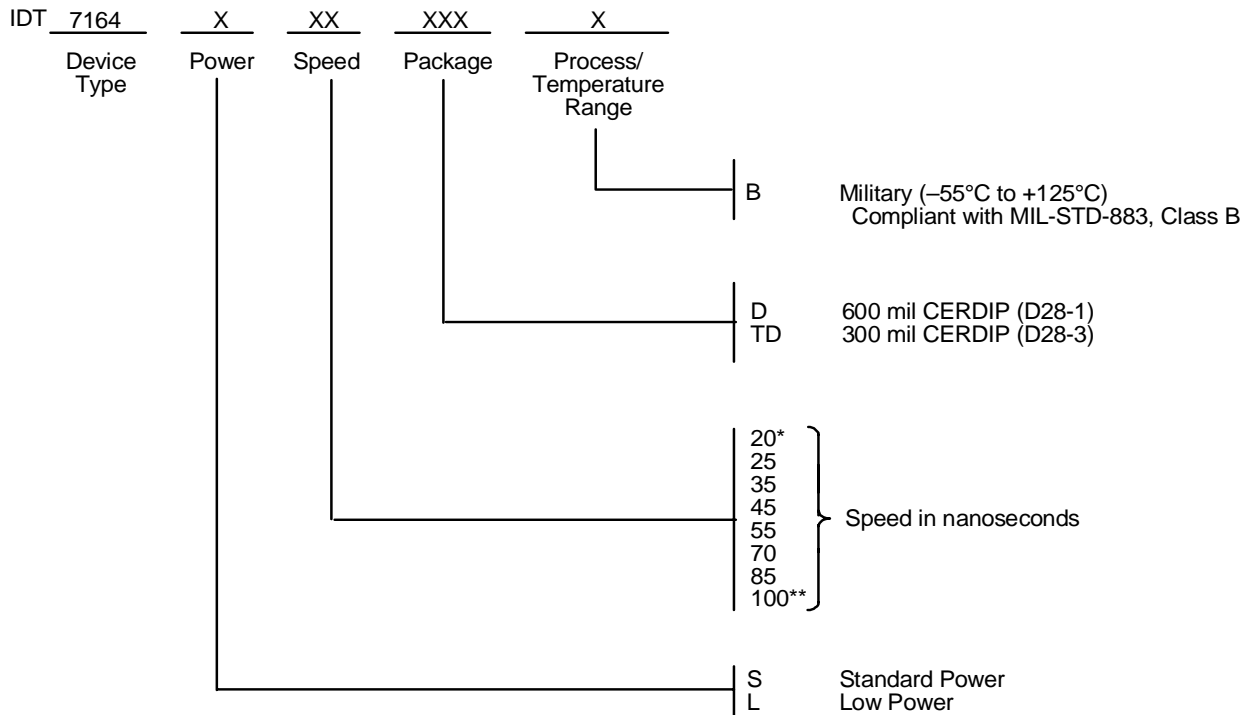 IDT 7164 X XX XXX X
Device Type Power Speed Package Process/ Temperature Range
B Military (–55°C to +125°C)
Compliant with MIL-STD-883, Class B
D 600 mil CERDIP (D28-1)
TD 300 mil CERDIP (D28-3)
20*
25
35
45
55
70
85
100**
Speed in nanoseconds
S Standard Power
L Low Power